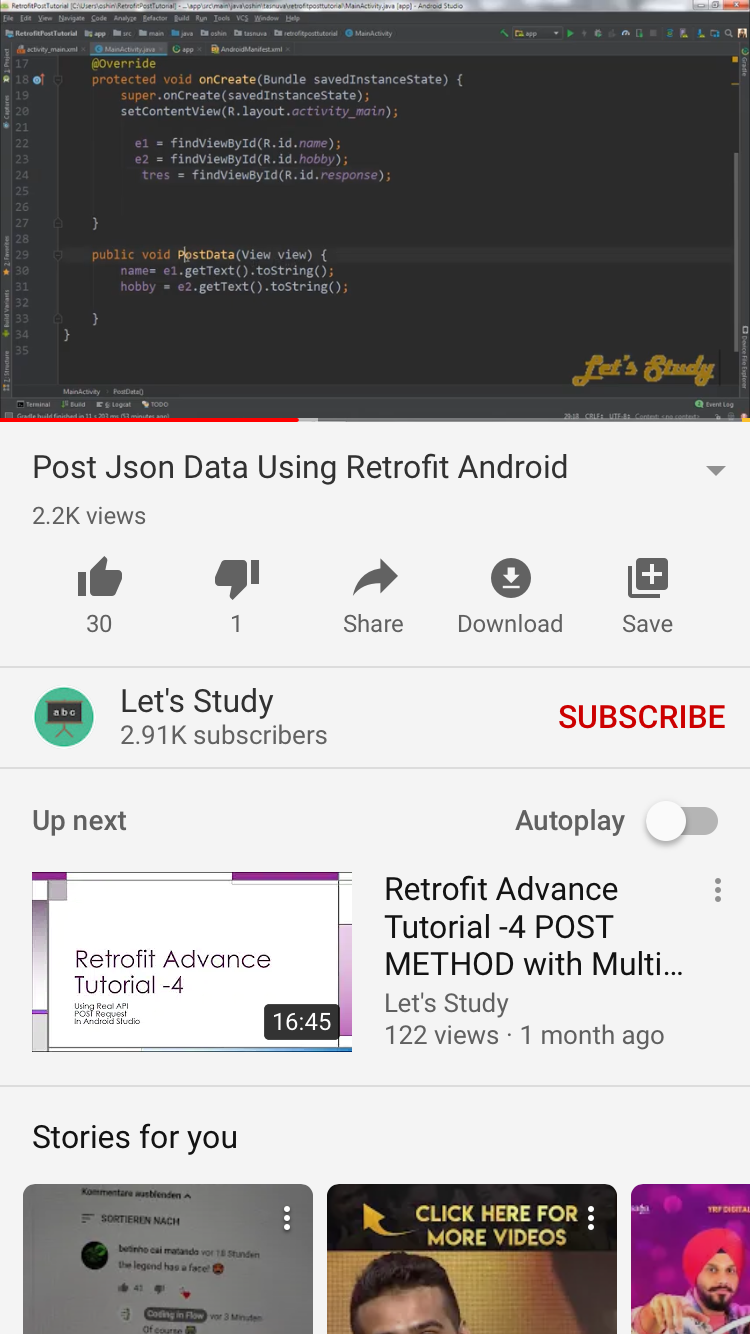 RetrofitPostTutorial [C:\Users\oshin\RetrofitPostTutorial] - ...\app\src\main\java\oshin\tasnuva\retrofitposttutorial\MainActivity.java [app] - Android Studio
File Edit View Navigate Code Analyze Refactor Build Run Tools VCS Window Help
RetrofitPostTutorial app src main java oshin tasnuva retrofitposttutorial MainActivity app
activity_main.xml MainActivity.java app AndroidManifest.xml
17 @Override
18 protected void onCreate(Bundle savedInstanceState) {
19 super.onCreate(savedInstanceState);
20 setContentView(R.layout.activity_main);
21
22 e1 = findViewById(R.id.name);
23 e2 = findViewById(R.id.hobby);
24 tres = findViewById(R.id.response);
25
26
27 }
28
29 public void PostData(View view) {
30 name= e1.getText().toString();
31 hobby = e2.getText().toString();
32
33 }
34 }
35
Let's Study
MainActivity PostData()
Terminal Build 6: Logcat TODO Event Log
Post Json Data Using Retrofit Android
2.2K views
30 1 Share Download Save
abc
Let's Study
2.91K subscribers
SUBSCRIBE
Up next Autoplay
Retrofit Advance
Tutorial -4
Using Real API
POST Request
In Android Studio
16:45
Retrofit Advance
Tutorial -4 POST
METHOD with Multi...
Let's Study
122 views · 1 month ago
Stories for you
Kommentare ausblenden
SORTIEREN NACH
betinho cai matando vor 18 Stunden
the legend has a face!
41
Coding in Flow vor 3 Minuten
Of course
CLICK HERE FOR
MORE VIDEOS
saga
YRF DIGITAL